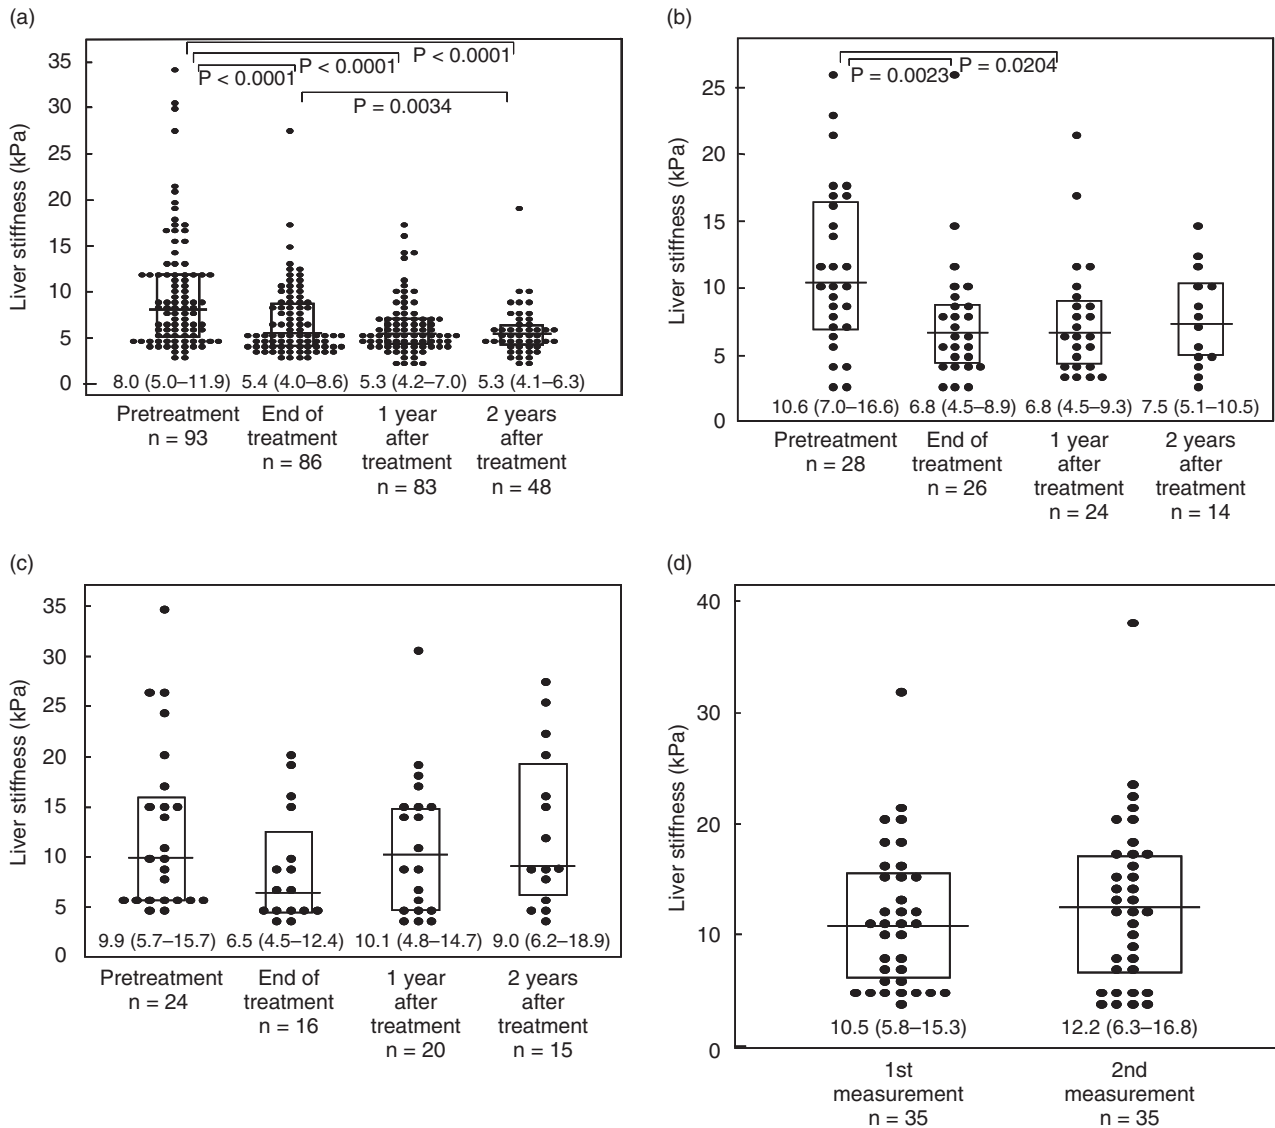 (a)
Liver stiffness (kPa)
35
30
25
20
15
10
5
0
P < 0.0001
P < 0.0001
P < 0.0001
P = 0.0034
8.0 (5.0–11.9) 5.4 (4.0–8.6) 5.3 (4.2–7.0) 5.3 (4.1–6.3)
Pretreatment
n = 93
End of
treatment
n = 86
1 year
after
treatment
n = 83
2 years
after
treatment
n = 48
(b)
Liver stiffness (kPa)
25
20
15
10
5
0
P = 0.0023
P = 0.0204
10.6 (7.0–16.6) 6.8 (4.5–8.9) 6.8 (4.5–9.3) 7.5 (5.1–10.5)
Pretreatment
n = 28
End of
treatment
n = 26
1 year
after
treatment
n = 24
2 years
after
treatment
n = 14
(c)
Liver stiffness (kPa)
35
30
25
20
15
10
5
0
9.9 (5.7–15.7) 6.5 (4.5–12.4) 10.1 (4.8–14.7) 9.0 (6.2–18.9)
Pretreatment
n = 24
End of
treatment
n = 16
1 year
after
treatment
n = 20
2 years
after
treatment
n = 15
(d)
Liver stiffness (kPa)
40
30
20
10
0
10.5 (5.8–15.3) 12.2 (6.3–16.8)
1st
measurement
n = 35
2nd
measurement
n = 35